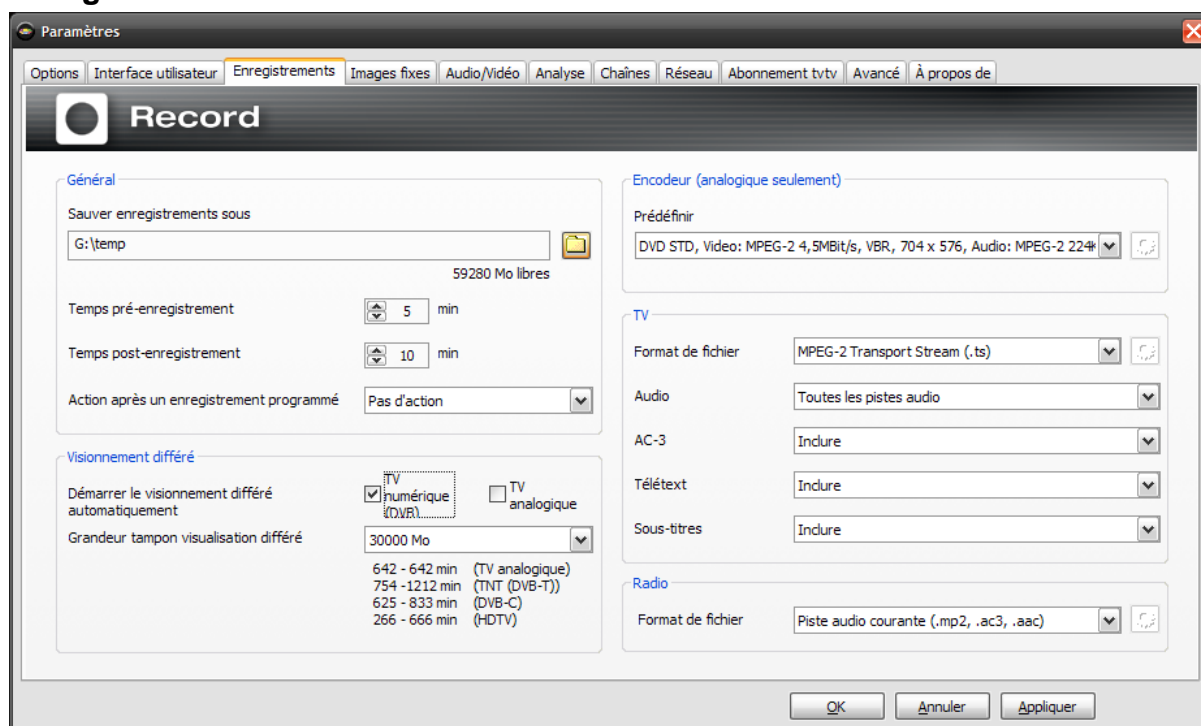 Paramètres
Options Interface utilisateur Enregistrements Images fixes Audio/Vidéo Analyse Chaînes Réseau Abonnement tvtv Avancé À propos de
Record
Général
Sauver enregistrements sous
G:\temp
59280 Mo libres
Temps pré-enregistrement 5 min
Temps post-enregistrement 10 min
Action après un enregistrement programmé Pas d'action
Visionnement différé
Démarrer le visionnement différé
automatiquement
TV
numérique
(DVB)
TV
analogique
Grandeur tampon visualisation différé 30000 Mo
642 - 642 min (TV analogique)
754 -1212 min (TNT (DVB-T))
625 - 833 min (DVB-C)
266 - 666 min (HDTV)
Encodeur (analogique seulement)
Prédéfinir
DVD STD, Video: MPEG-2 4,5MBit/s, VBR, 704 x 576, Audio: MPEG-2 224
TV
Format de fichier MPEG-2 Transport Stream (.ts)
Audio Toutes les pistes audio
AC-3 Inclure
Télétext Inclure
Sous-titres Inclure
Radio
Format de fichier Piste audio courante (.mp2, .ac3, .aac)
OK Annuler Appliquer